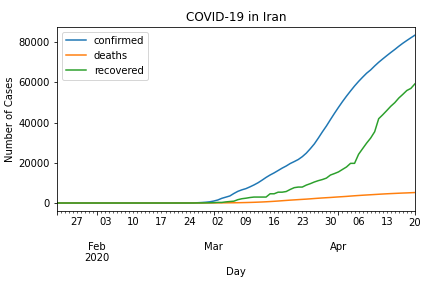 COVID-19 in Iran
confirmed
deaths
recovered
Number of Cases
80000
60000
40000
20000
0
27 03 10 17 24 02 09 16 23 30 06 13 20
Feb Mar Apr
2020
Day